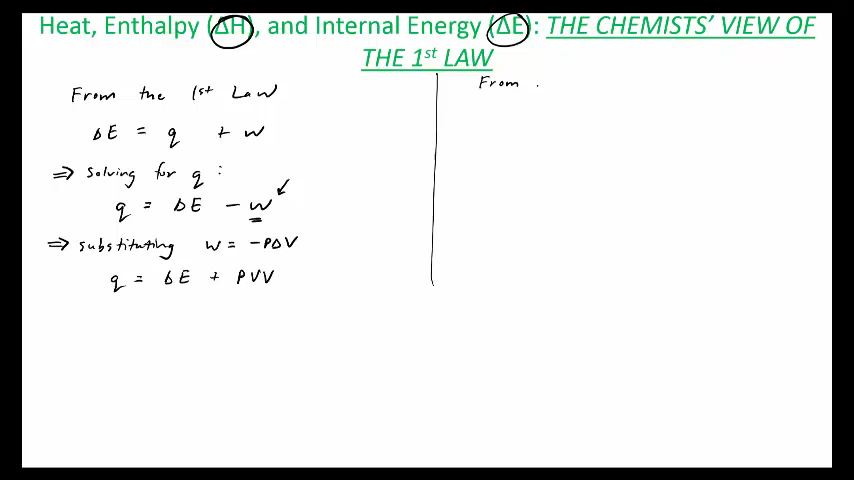 Heat, Enthalpy (ΔH), and Internal Energy (ΔE): THE CHEMISTS' VIEW OF
THE 1st LAW
From the 1st Law
ΔE = q + w
⇒ solving for q :
q = ΔE - w
⇒ substituting w = -PΔV
q = ΔE + PVV
From .